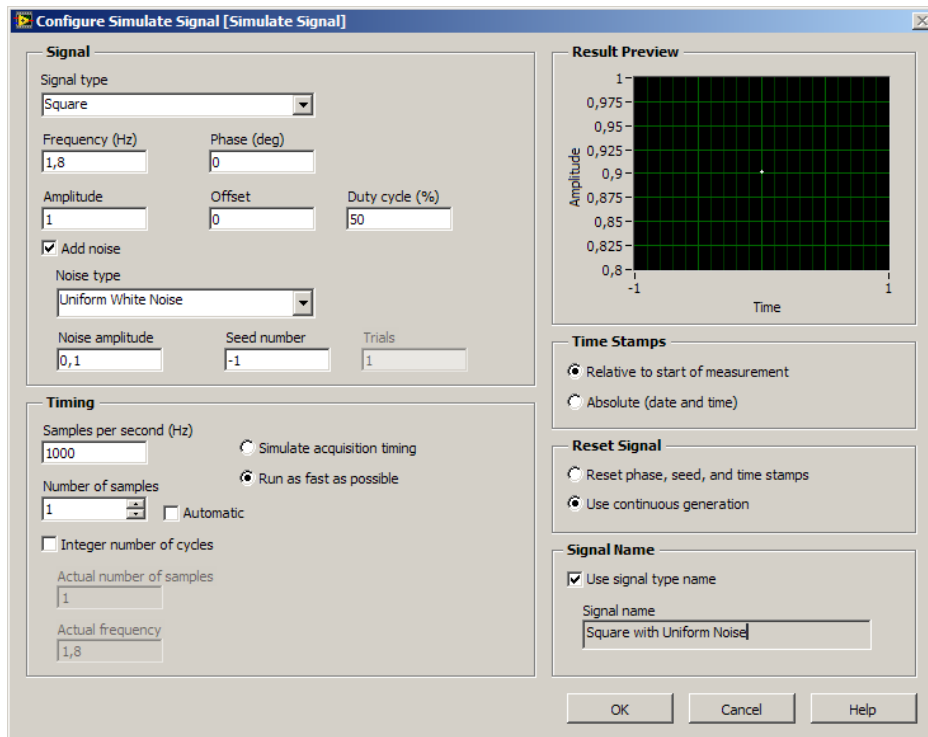 Configure Simulate Signal [Simulate Signal]
Signal
Signal type
Square
Frequency (Hz) Phase (deg)
1,8 0
Amplitude Offset Duty cycle (%)
1 0 50
Add noise
Noise type
Uniform White Noise
Noise amplitude Seed number Trials
0,1 -1 1
Timing
Samples per second (Hz)
1000
Simulate acquisition timing
Run as fast as possible
Number of samples
1
Automatic
Integer number of cycles
Actual number of samples
1
Actual frequency
1,8
Result Preview
1
0,975
0,95
0,925
0,9
0,875
0,85
0,825
0,8
Amplitude
-1 1
Time
Time Stamps
Relative to start of measurement
Absolute (date and time)
Reset Signal
Reset phase, seed, and time stamps
Use continuous generation
Signal Name
Use signal type name
Signal name
Square with Uniform Noise
OK Cancel Help